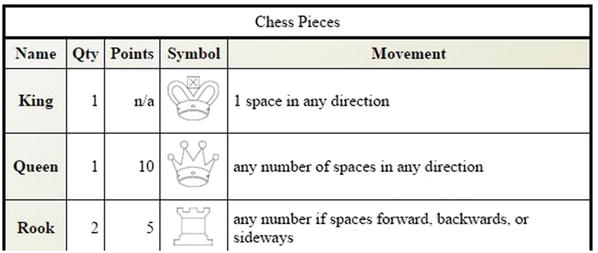 Chess Pieces
Name Qty Points Symbol Movement
King 1 n/a 1 space in any direction
Queen 1 10 any number of spaces in any direction
Rook 2 5 any number if spaces forward, backwards, or
sideways